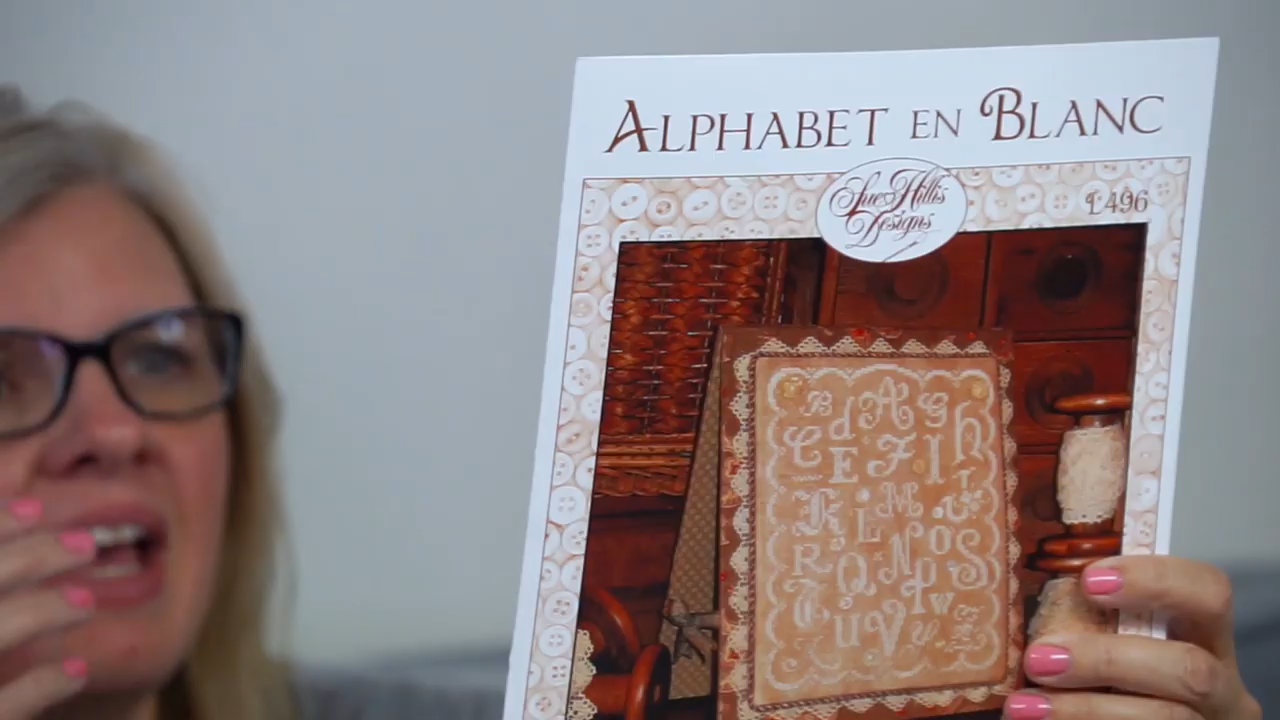 ALPHABET EN BLANC
Sue Hillis
Designs
L496
B d A G
C E F I h
K L M
R Q N O S
T U V P W
y